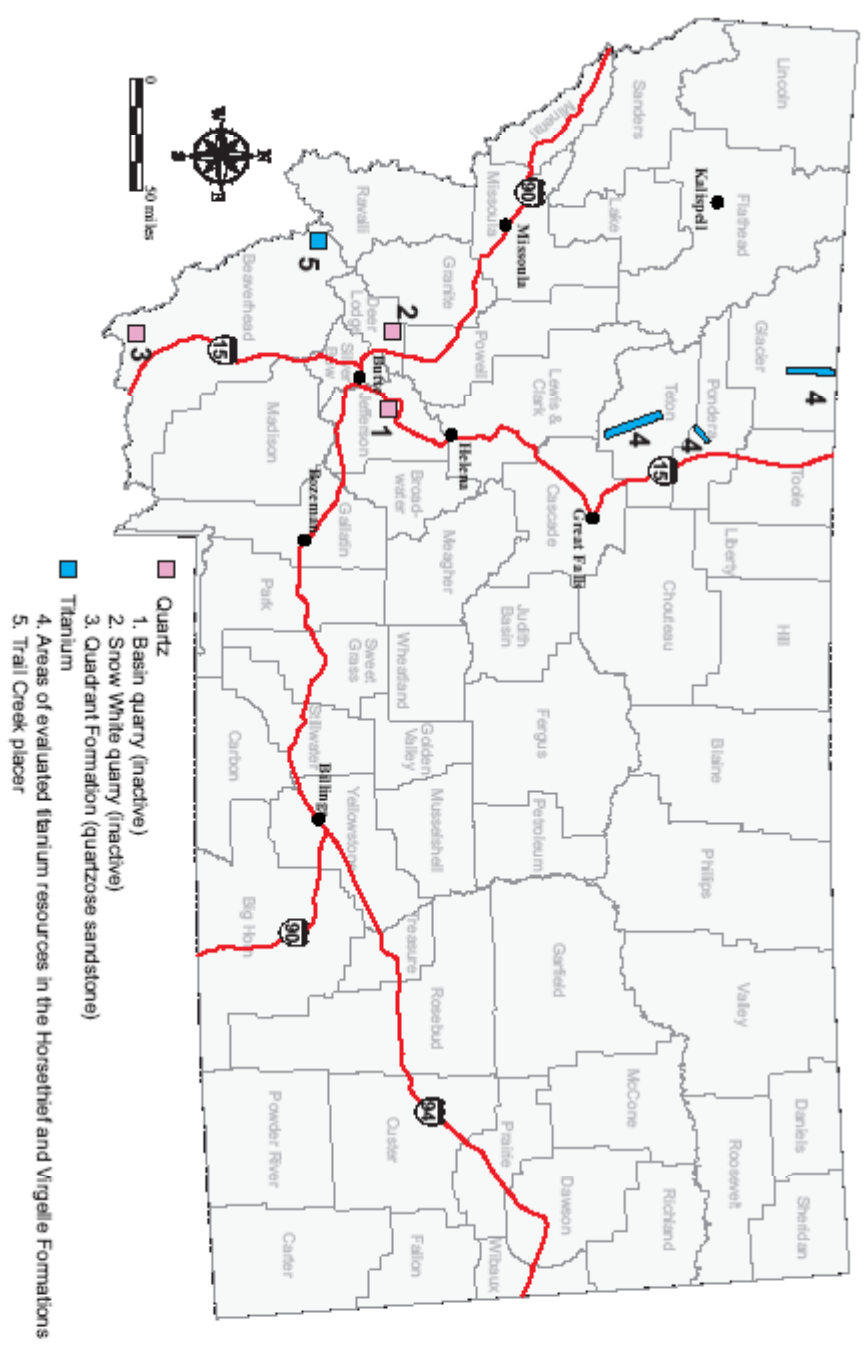 Lincoln
Flathead
Glacier
Toole
Liberty
Hill
Blaine
Phillips
Valley
Daniels
Sheridan
Roosevelt
Sanders
Kalispell
Lake
Pondera
Teton
Chouteau
4
4
4
15
Mineral
Missoula
90
Missoula
Powell
Lewis &
Clark
Cascade
Great Falls
Judith
Basin
Fergus
Petroleum
Garfield
McCone
Richland
Dawson
Prairie
Wibaux
Ravalli
Granite
2
Deer
Lodge
Silver
Bow
Butte
Jefferson
1
Helena
Broad-
water
Meagher
Wheatland
Golden
Valley
Musselshell
Treasure
Rosebud
94
Custer
Fallon
5
Beaverhead
15
3
Madison
Bozeman
Gallatin
Park
Sweet
Grass
Stillwater
Billings
Yellowstone
Carbon
Big Horn
90
Powder River
Carter
N
W
E
S
0
50 miles
Quartz
1. Basin quarry (inactive)
2. Snow White quarry (inactive)
3. Quadrant Formation (quartzose sandstone)
Titanium
4. Areas of evaluated titanium resources in the Horsethief and Virgelle Formations
5. Trail Creek placer